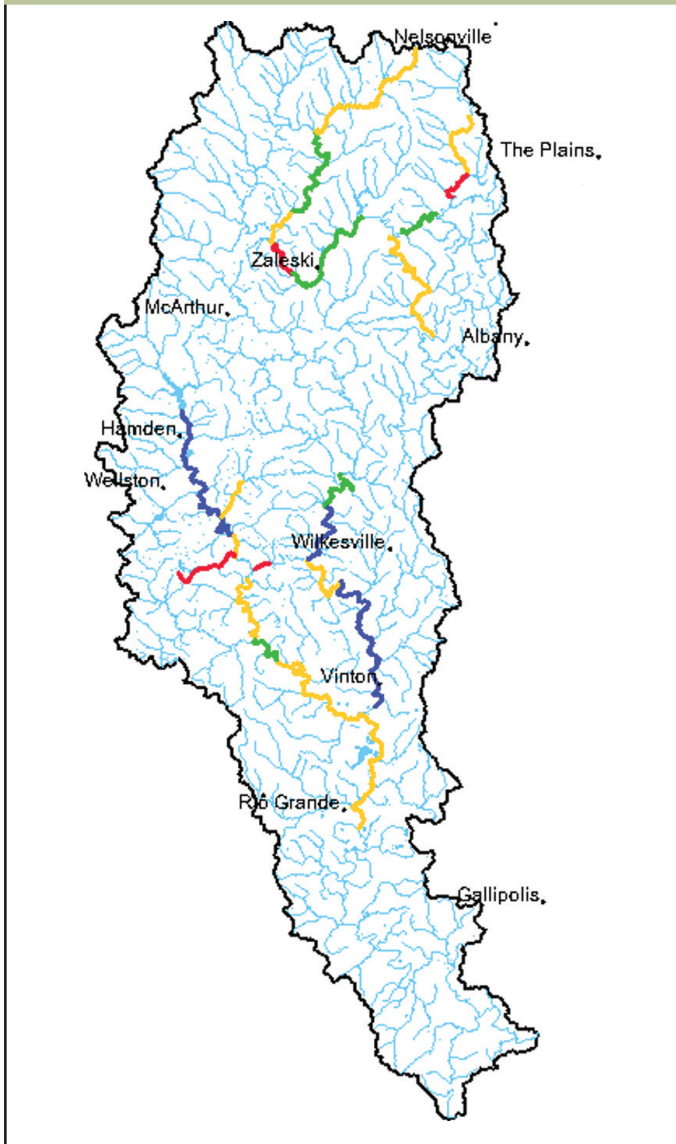 Nelsonville
The Plains
Zaleski
McArthur
Albany
Hamden
Wellston
Wilkesville
Vinton
Rio Grande
Gallipolis